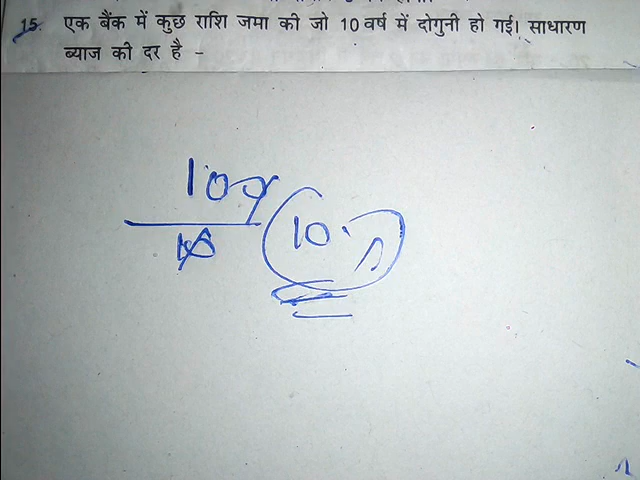 15. एक बैंक में कुछ राशि जमा की जो 10 वर्ष में दोगुनी हो गई। साधारण
ब्याज की दर है –
100
10
10 %